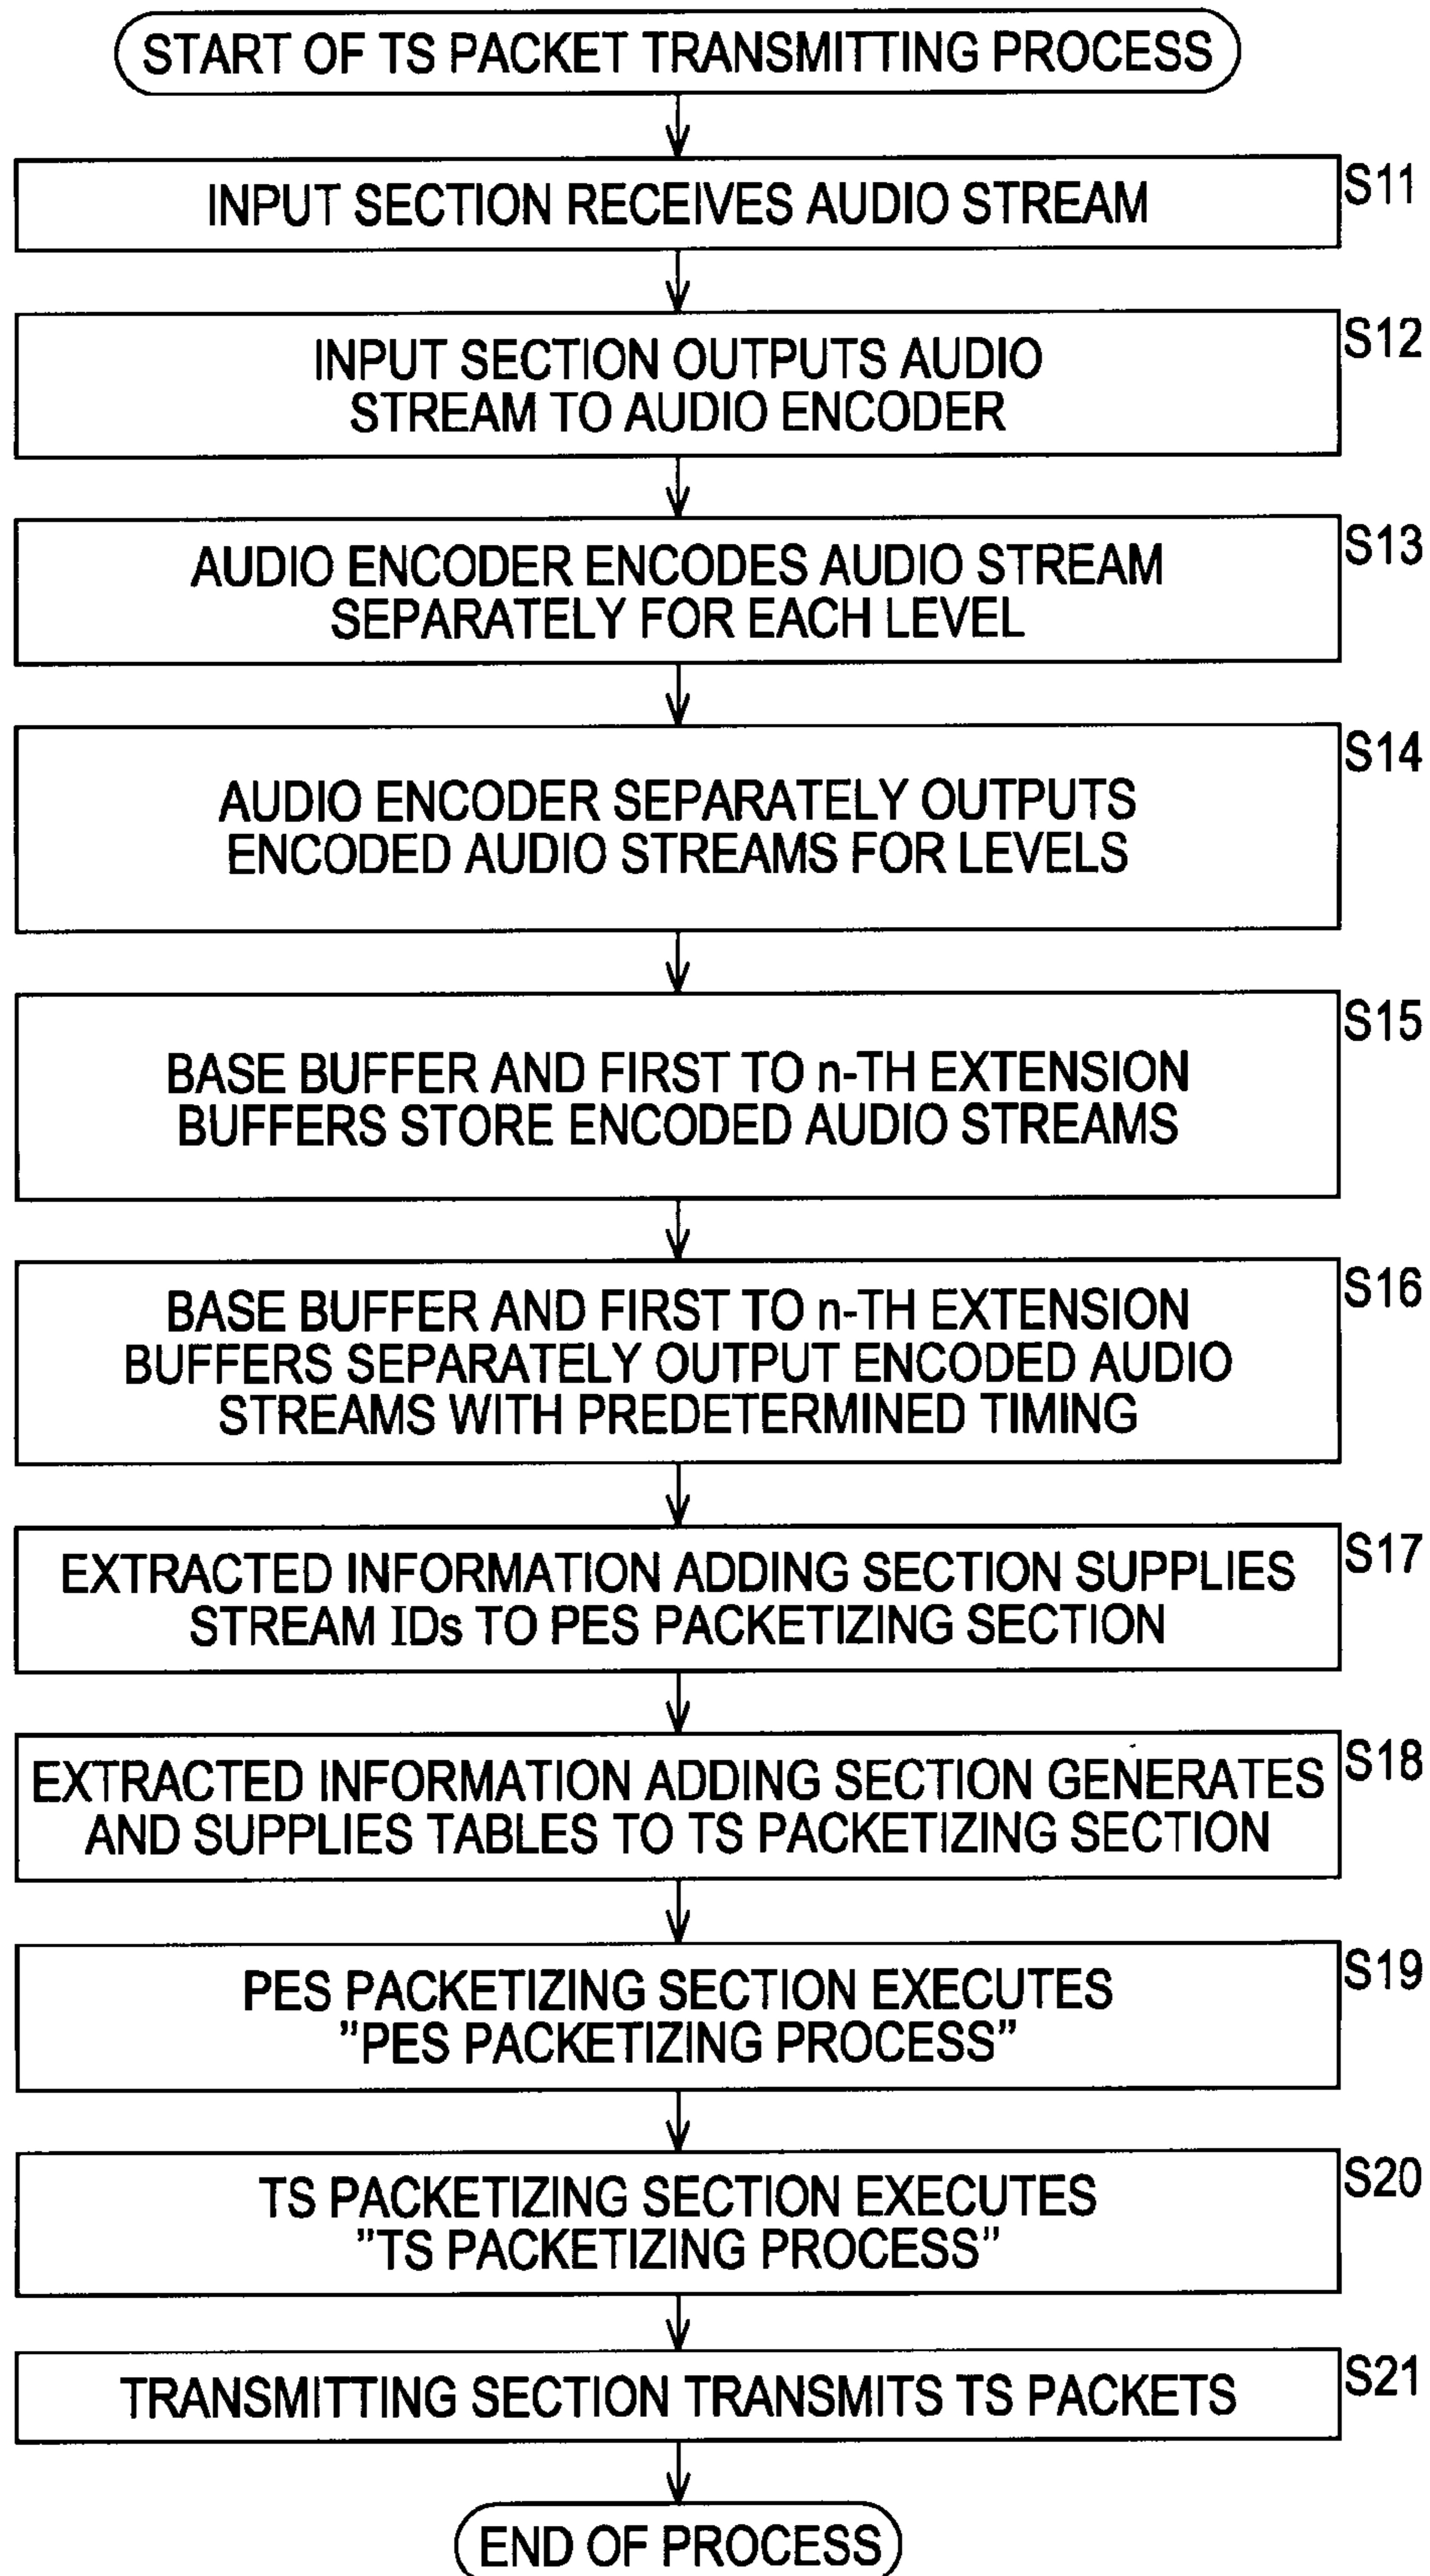 START OF TS PACKET TRANSMITTING PROCESS
INPUT SECTION RECEIVES AUDIO STREAM
S11
INPUT SECTION OUTPUTS AUDIO
STREAM TO AUDIO ENCODER
S12
AUDIO ENCODER ENCODES AUDIO STREAM
SEPARATELY FOR EACH LEVEL
S13
AUDIO ENCODER SEPARATELY OUTPUTS
ENCODED AUDIO STREAMS FOR LEVELS
S14
BASE BUFFER AND FIRST TO n-TH EXTENSION
BUFFERS STORE ENCODED AUDIO STREAMS
S15
BASE BUFFER AND FIRST TO n-TH EXTENSION
BUFFERS SEPARATELY OUTPUT ENCODED AUDIO
STREAMS WITH PREDETERMINED TIMING
S16
EXTRACTED INFORMATION ADDING SECTION SUPPLIES
STREAM IDs TO PES PACKETIZING SECTION
S17
EXTRACTED INFORMATION ADDING SECTION GENERATES
AND SUPPLIES TABLES TO TS PACKETIZING SECTION
S18
PES PACKETIZING SECTION EXECUTES
"PES PACKETIZING PROCESS"
S19
TS PACKETIZING SECTION EXECUTES
"TS PACKETIZING PROCESS"
S20
TRANSMITTING SECTION TRANSMITS TS PACKETS
S21
END OF PROCESS